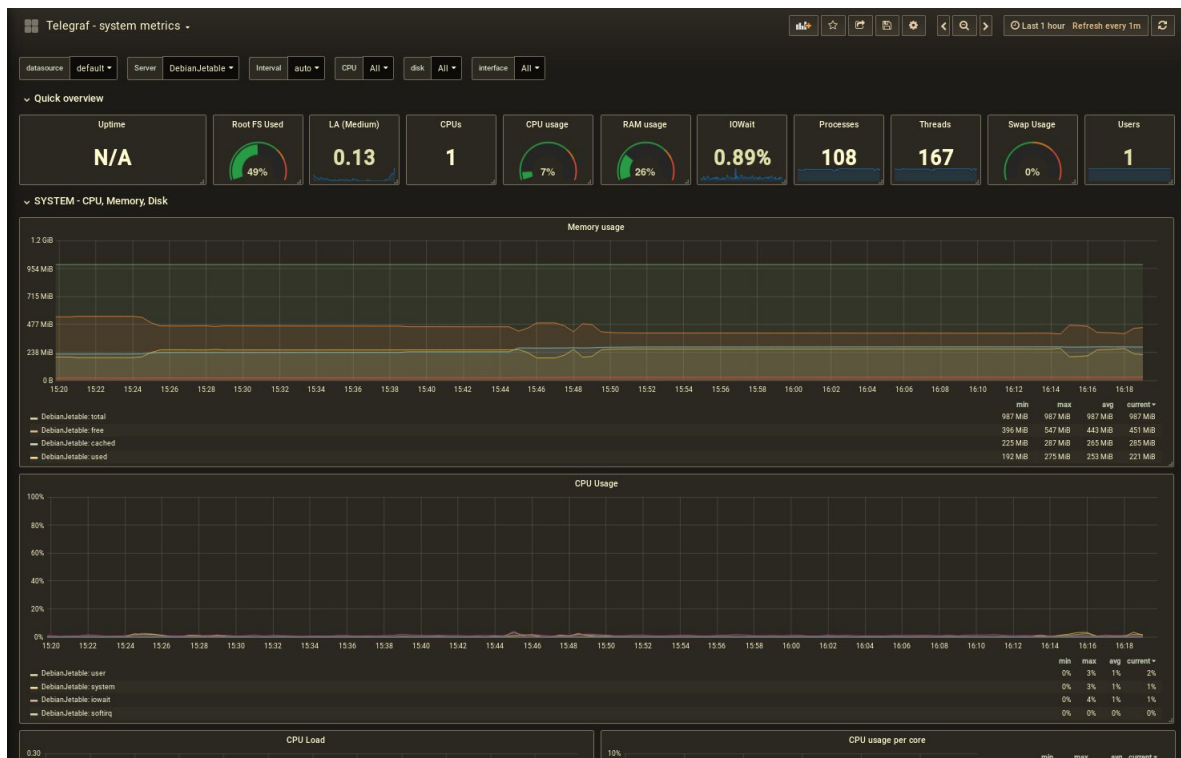 Telegraf - system metrics
Last 1 hour Refresh every 1m
datasource default Server DebianJetable Interval auto CPU All disk All interface All
Quick overview
Uptime Root FS Used LA (Medium) CPUs CPU usage RAM usage IOWait Processes Threads Swap Usage Users
N/A 49% 0.13 1 7% 26% 0.89% 108 167 0% 1
SYSTEM - CPU, Memory, Disk
Memory usage
1.2 GiB
954 MiB
715 MiB
477 MiB
238 MiB
0 B
15:20 15:22 15:24 15:26 15:28 15:30 15:32 15:34 15:36 15:38 15:40 15:42 15:44 15:46 15:48 15:50 15:52 15:54 15:56 15:58 16:00 16:02 16:04 16:06 16:08 16:10 16:12 16:14 16:16 16:18
min max avg current
DebianJetable: total 987 MiB 987 MiB 987 MiB 987 MiB
DebianJetable: free 396 MiB 547 MiB 443 MiB 451 MiB
DebianJetable: cached 225 MiB 287 MiB 265 MiB 285 MiB
DebianJetable: used 192 MiB 275 MiB 253 MiB 221 MiB
CPU Usage
100%
80%
60%
40%
20%
0%
15:20 15:22 15:24 15:26 15:28 15:30 15:32 15:34 15:36 15:38 15:40 15:42 15:44 15:46 15:48 15:50 15:52 15:54 15:56 15:58 16:00 16:02 16:04 16:06 16:08 16:10 16:12 16:14 16:16 16:18
min max avg current
DebianJetable: user 0% 3% 1% 2%
DebianJetable: system 0% 3% 1% 1%
DebianJetable: iowait 0% 4% 1% 1%
DebianJetable: softirq 0% 0% 0% 0%
CPU Load CPU usage per core
0.30 10%
min max avg current